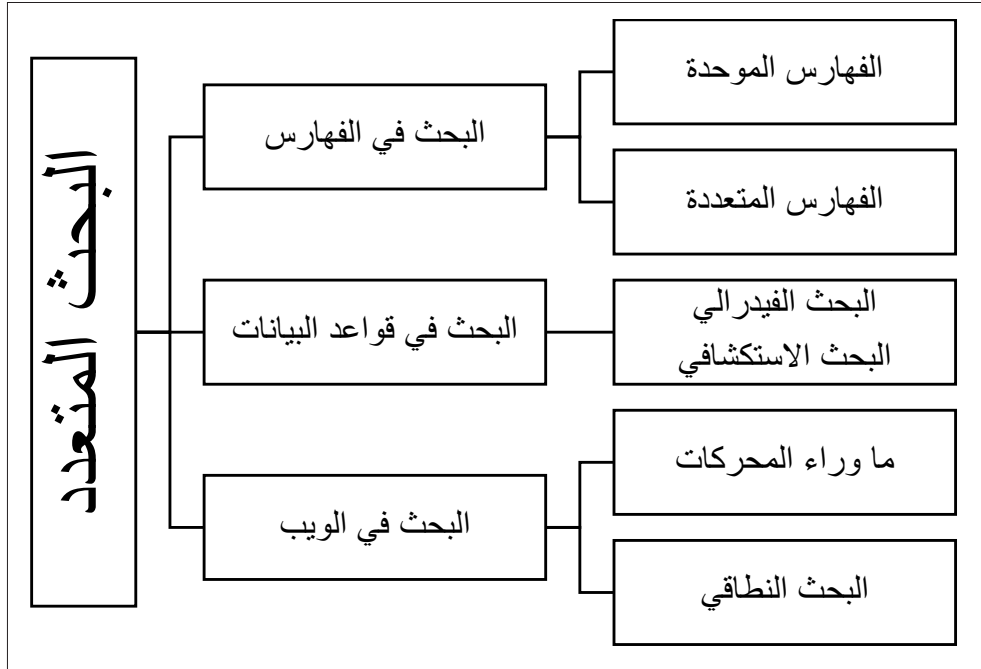 البحث المتعدد
البحث في الفهارس
الفهارس الموحدة
الفهارس المتعددة
البحث في قواعد البيانات
البحث الفيدرالي
البحث الاستكشافي
البحث في الويب
ما وراء المحركات
البحث النطاقي